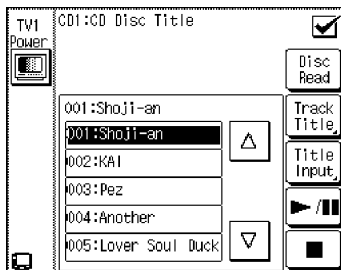 TV1
Power
CD1:CD Disc Title
Disc
Read
001:Shoji-an
001:Shoji-an
002:KAI
003:Pez
004:Another
005:Lover Soul Duck
Track
Title
Title
Input